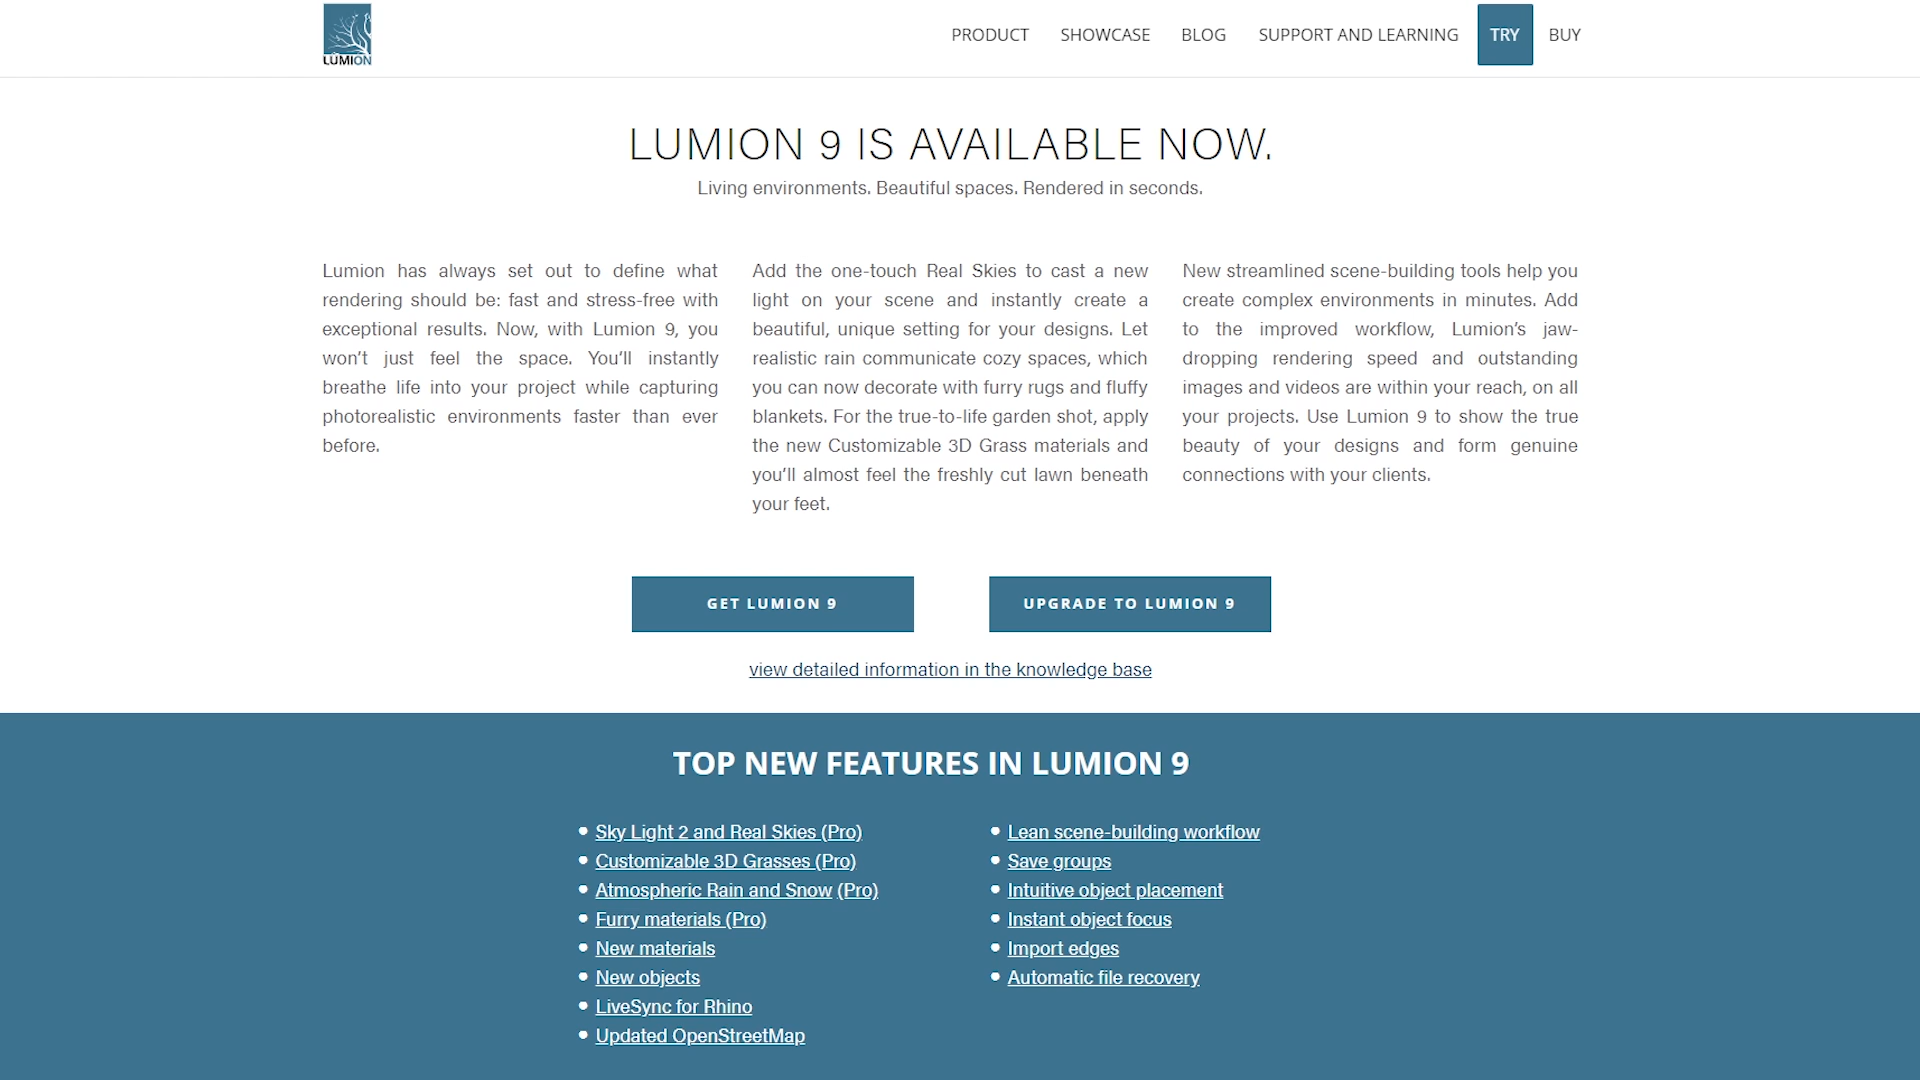 LUMION
PRODUCT
SHOWCASE
BLOG
SUPPORT AND LEARNING
TRY
BUY
LUMION 9 IS AVAILABLE NOW.
Living environments. Beautiful spaces. Rendered in seconds.
Lumion has always set out to define what
rendering should be: fast and stress-free with
exceptional results. Now, with Lumion 9, you
won’t just feel the space. You’ll instantly
breathe life into your project while capturing
photorealistic environments faster than ever
before.
Add the one-touch Real Skies to cast a new
light on your scene and instantly create a
beautiful, unique setting for your designs. Let
realistic rain communicate cozy spaces, which
you can now decorate with furry rugs and fluffy
blankets. For the true-to-life garden shot, apply
the new Customizable 3D Grass materials and
you’ll almost feel the freshly cut lawn beneath
your feet.
New streamlined scene-building tools help you
create complex environments in minutes. Add
to the improved workflow, Lumion’s jaw-
dropping rendering speed and outstanding
images and videos are within your reach, on all
your projects. Use Lumion 9 to show the true
beauty of your designs and form genuine
connections with your clients.
GET LUMION 9
UPGRADE TO LUMION 9
view detailed information in the knowledge base
TOP NEW FEATURES IN LUMION 9
• Sky Light 2 and Real Skies (Pro)
• Customizable 3D Grasses (Pro)
• Atmospheric Rain and Snow (Pro)
• Furry materials (Pro)
• New materials
• New objects
• LiveSync for Rhino
• Updated OpenStreetMap
• Lean scene-building workflow
• Save groups
• Intuitive object placement
• Instant object focus
• Import edges
• Automatic file recovery